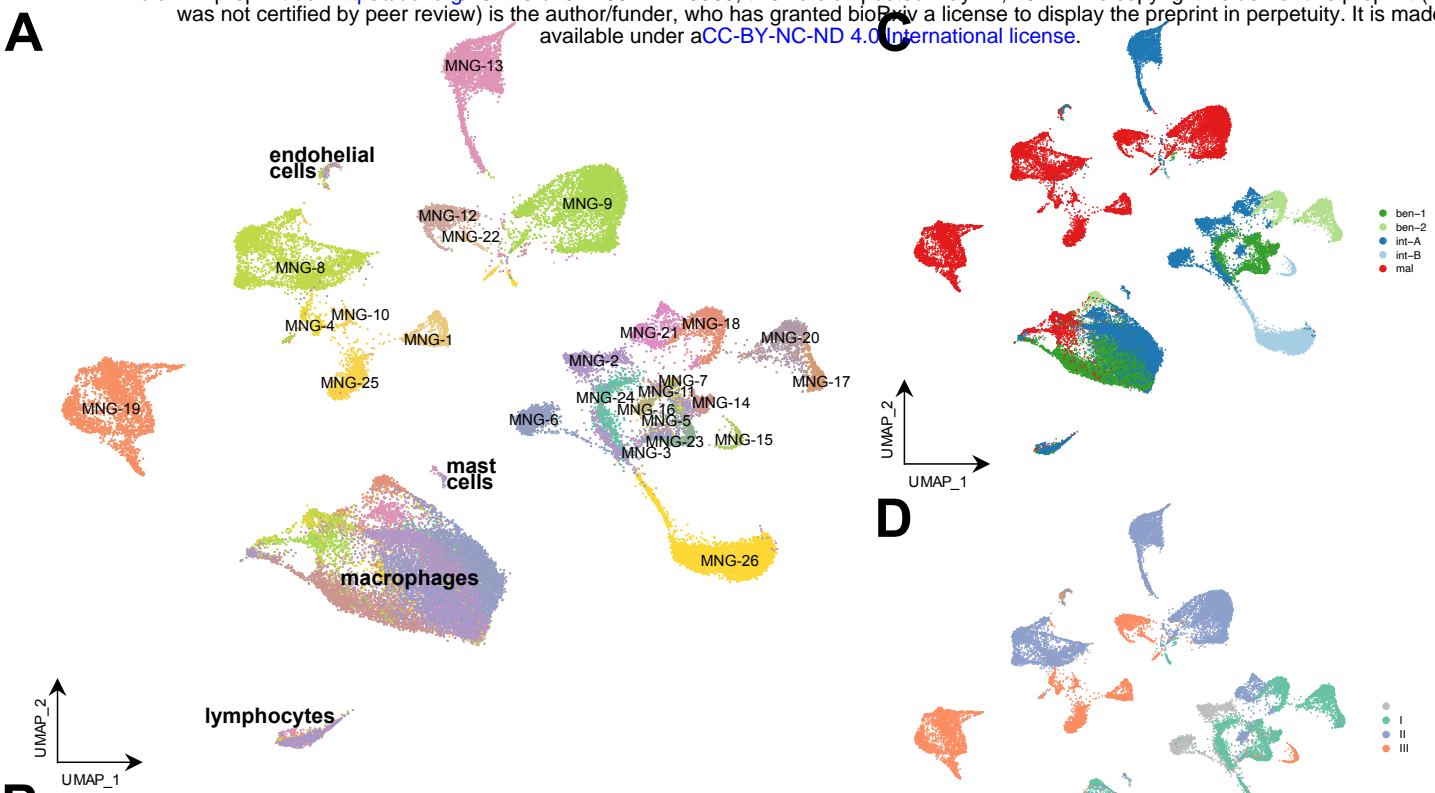 was not certified by peer review) is the author/funder, who has granted bioRxiv a license to display the preprint in perpetuity. It is made
available under aCC-BY-NC-ND 4.0 International license.
A
MNG-13
endohelial
cells
MNG-12
MNG-22
MNG-9
MNG-8
MNG-4
MNG-10
MNG-1
MNG-25
MNG-19
MNG-21
MNG-18
MNG-20
MNG-2
MNG-17
MNG-7
MNG-11
MNG-24
MNG-16
MNG-14
MNG-6
MNG-5
MNG-23
MNG-15
MNG-3
mast
cells
MNG-26
macrophages
lymphocytes
UMAP_2
UMAP_1
C
ben-1
ben-2
int-A
int-B
mal
UMAP_2
UMAP_1
D
I
II
III